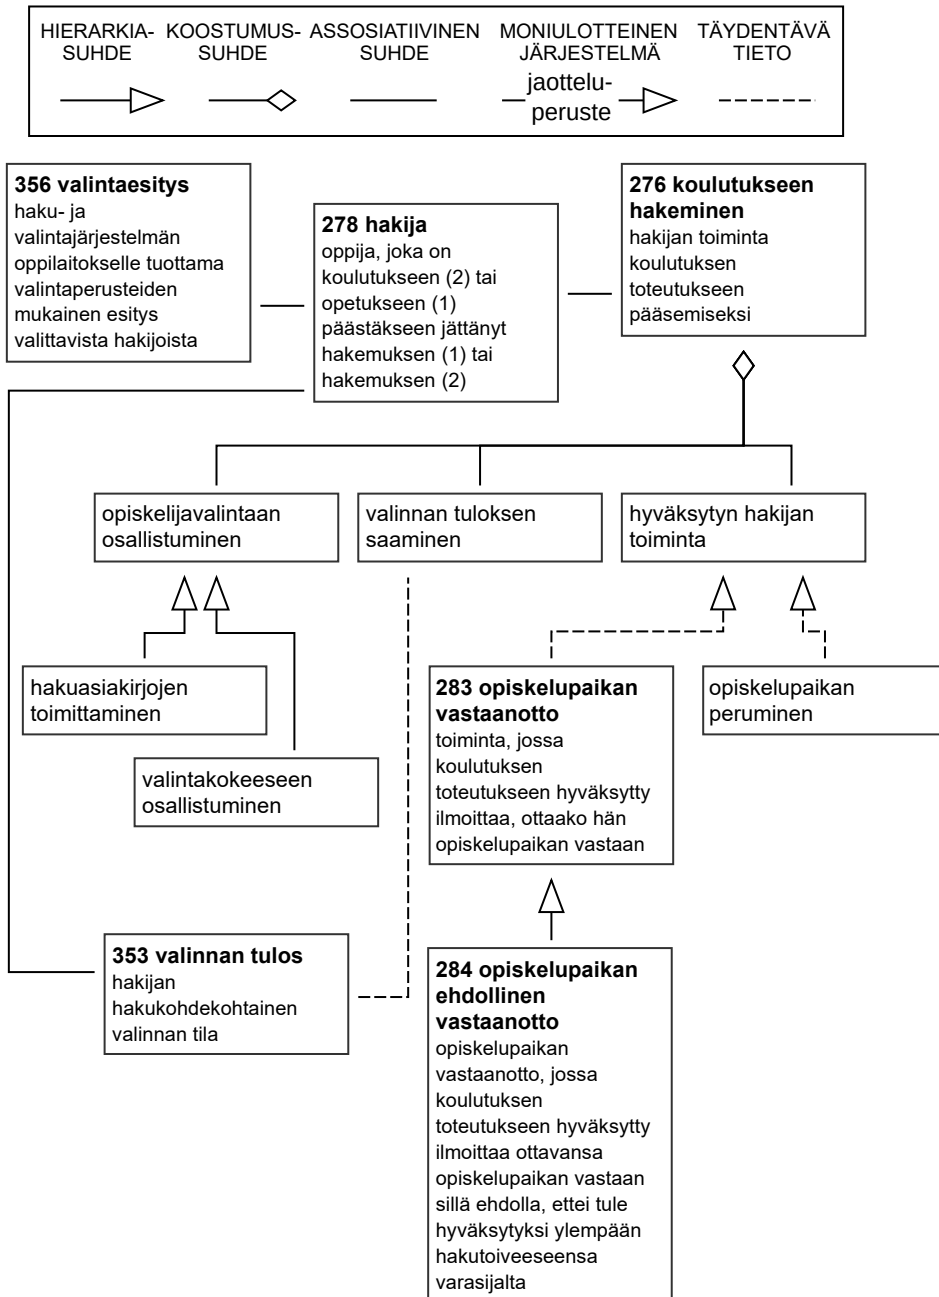 HIERARKIA-
SUHDE
KOOSTUMUS-
SUHDE
ASSOSIATIIVINEN
SUHDE
MONIULOTTEINEN
JÄRJESTELMÄ
TÄYDENTÄVÄ
TIETO
jaottelu-
peruste
356 valintaesitys
haku- ja
valintajärjestelmän
oppilaitokselle tuottama
valintaperusteiden
mukainen esitys
valittavista hakijoista
278 hakija
oppija, joka on
koulutukseen (2) tai
opetukseen (1)
päästäkseen jättänyt
hakemuksen (1) tai
hakemuksen (2)
276 koulutukseen
hakeminen
hakijan toiminta
koulutuksen
toteutukseen
pääsemiseksi
opiskelijavalintaan
osallistuminen
valinnan tuloksen
saaminen
hyväksytyn hakijan
toiminta
hakuasiakirjojen
toimittaminen
valintakokeeseen
osallistuminen
283 opiskelupaikan
vastaanotto
toiminta, jossa
koulutuksen
toteutukseen hyväksytty
ilmoittaa, ottaako hän
opiskelupaikan vastaan
opiskelupaikan
peruminen
353 valinnan tulos
hakijan
hakukohdekohtainen
valinnan tila
284 opiskelupaikan
ehdollinen
vastaanotto
opiskelupaikan
vastaanotto, jossa
koulutuksen
toteutukseen hyväksytty
ilmoittaa ottavansa
opiskelupaikan vastaan
sillä ehdolla, ettei tule
hyväksytyksi ylempään
hakutoiveeseensa
varasijalta